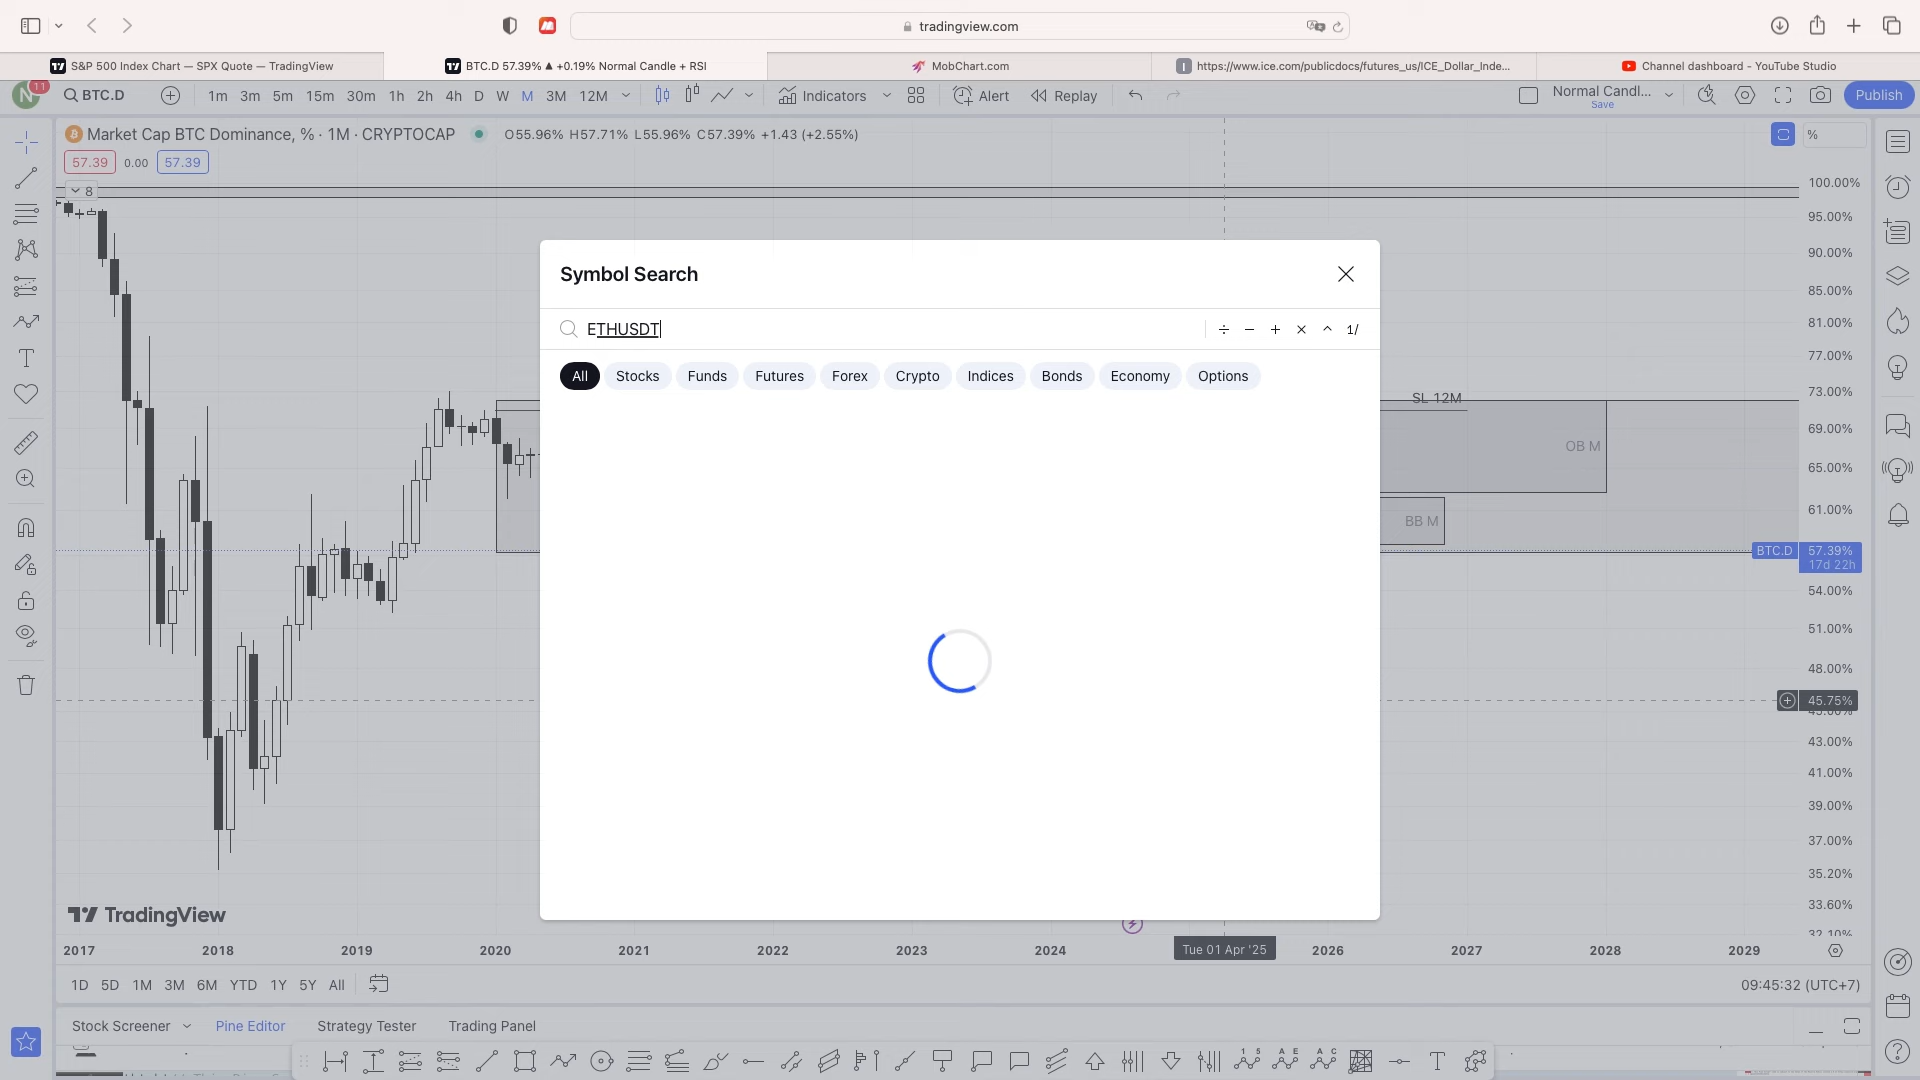 tradingview.com
S&P 500 Index Chart — SPX Quote — TradingView
BTC.D 57.39% ▲ +0.19% Normal Candle + RSI
MobChart.com
https://www.ice.com/publicdocs/futures_us/ICE_Dollar_Inde...
Channel dashboard - YouTube Studio
N 11 BTC.D 1m 3m 5m 15m 30m 1h 2h 4h D W M 3M 12M Indicators Alert Replay Normal Candl... Save Publish
Market Cap BTC Dominance, % · 1M · CRYPTOCAP O55.96% H57.71% L55.96% C57.39% +1.43 (+2.55%) %
57.39 0.00 57.39
8
100.00%
95.00%
90.00%
85.00%
81.00%
77.00%
73.00%
69.00%
65.00%
61.00%
BTC.D 57.39%
17d 22h
54.00%
51.00%
48.00%
45.75%
43.00%
41.00%
39.00%
37.00%
35.20%
33.60%
32.10%
Symbol Search
ETHUSDT ÷ − + × ^ 1/
All Stocks Funds Futures Forex Crypto Indices Bonds Economy Options
SL 12M
OB M
BB M
TradingView
2017 2018 2019 2020 2021 2022 2023 2024 Tue 01 Apr '25 2026 2027 2028 2029
1D 5D 1M 3M 6M YTD 1Y 5Y All 09:45:32 (UTC+7)
Stock Screener Pine Editor Strategy Tester Trading Panel